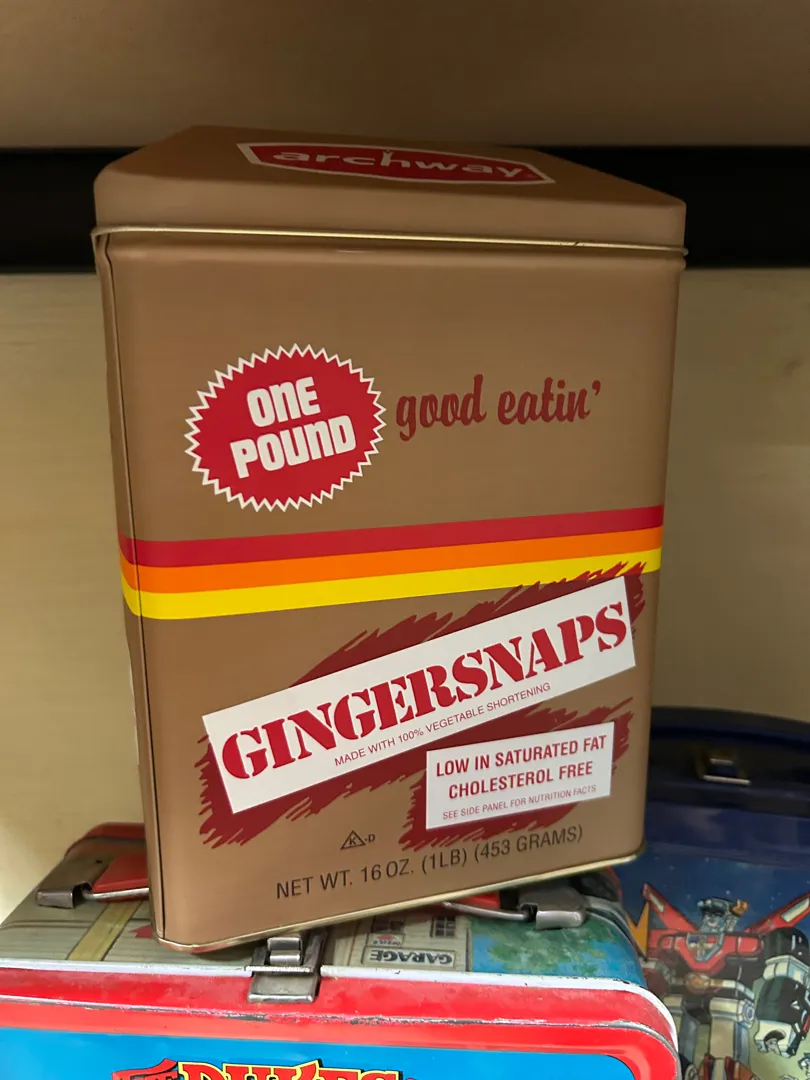 archway
ONE
POUND
good eatin'
GINGERSNAPS
MADE WITH 100% VEGETABLE SHORTENING
LOW IN SATURATED FAT
CHOLESTEROL FREE
SEE SIDE PANEL FOR NUTRITION FACTS
K-D
NET WT. 16 OZ. (1LB) (453 GRAMS)
GARAGE
DUKES